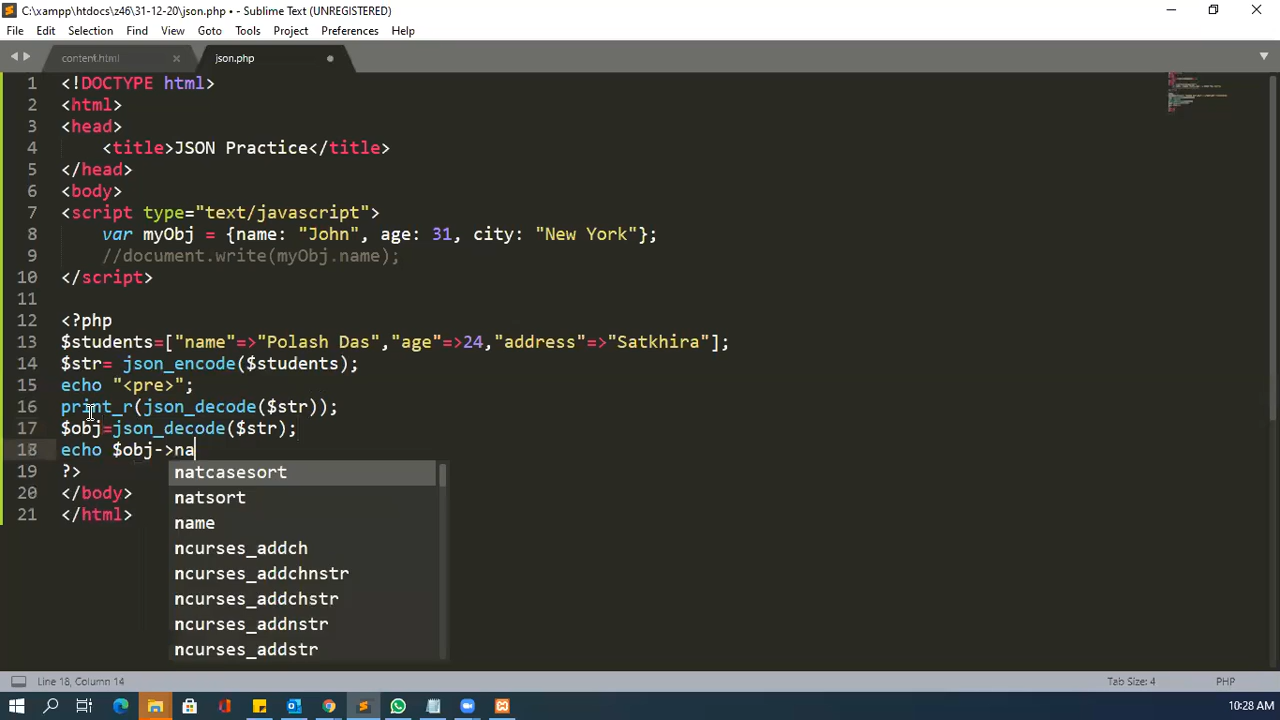 C:\xampp\htdocs\z46\31-12-20\json.php • - Sublime Text (UNREGISTERED)
File Edit Selection Find View Goto Tools Project Preferences Help
content.html json.php
1 <!DOCTYPE html>
2 <html>
3 <head>
4 <title>JSON Practice</title>
5 </head>
6 <body>
7 <script type="text/javascript">
8 var myObj = {name: "John", age: 31, city: "New York"};
9 //document.write(myObj.name);
10 </script>
11
12 <?php
13 $students=["name"=>"Polash Das","age"=>24,"address"=>"Satkhira"];
14 $str= json_encode($students);
15 echo "<pre>";
16 print_r(json_decode($str));
17 $obj=json_decode($str);
18 echo $obj->na
19 ?>
natcasesort
20 </body>
natsort
21 </html>
name
ncurses_addch
ncurses_addchnstr
ncurses_addchstr
ncurses_addnstr
ncurses_addstr
Line 18, Column 14 Tab Size: 4 PHP
10:28 AM